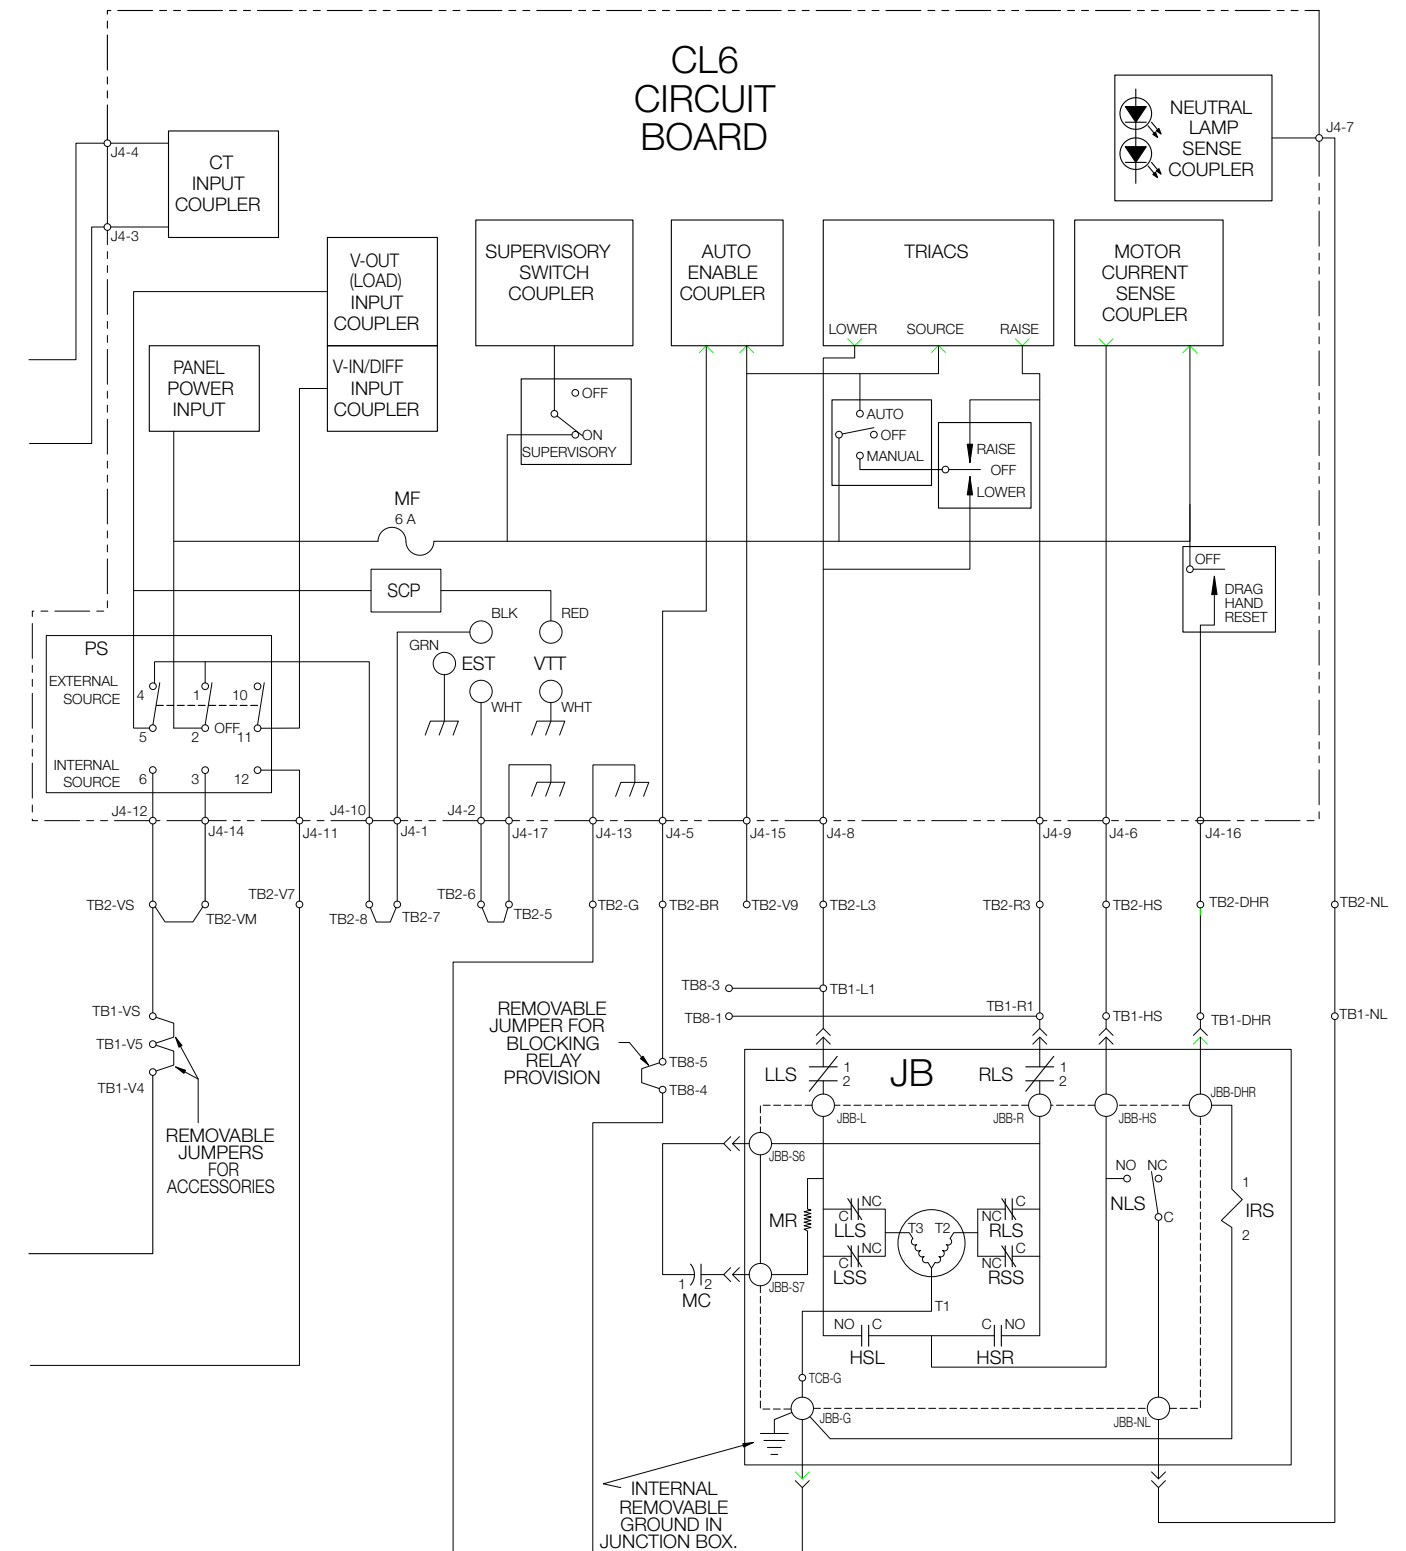 CL6
CIRCUIT
BOARD
NEUTRAL
LAMP
SENSE
COUPLER
J4-7
J4-4
CT
INPUT
COUPLER
J4-3
V-OUT
(LOAD)
INPUT
COUPLER
SUPERVISORY
SWITCH
COUPLER
AUTO
ENABLE
COUPLER
TRIACS
LOWER SOURCE RAISE
MOTOR
CURRENT
SENSE
COUPLER
PANEL
POWER
INPUT
V-IN/DIFF
INPUT
COUPLER
OFF
ON
SUPERVISORY
AUTO
OFF
MANUAL
RAISE
OFF
LOWER
MF
6 A
OFF
DRAG
HAND
RESET
SCP
BLK
RED
GRN
EST
VTT
WHT
WHT
PS
EXTERNAL
SOURCE
4
1
10
OFF
5
2
11
INTERNAL
SOURCE
6
3
12
J4-12
J4-14
J4-11
J4-10
J4-1
J4-2
J4-17
J4-13
J4-5
J4-15
J4-8
J4-9
J4-6
J4-16
TB2-VS
TB2-VM
TB2-V7
TB2-8
TB2-7
TB2-6
TB2-5
TB2-G
TB2-BR
TB2-V9
TB2-L3
TB2-R3
TB2-HS
TB2-DHR
TB2-NL
TB8-3
TB1-L1
TB8-1
TB1-R1
TB1-HS
TB1-DHR
TB1-NL
TB1-VS
TB1-V5
TB1-V4
REMOVABLE
JUMPER FOR
BLOCKING
RELAY
PROVISION
TB8-5
TB8-4
REMOVABLE
JUMPERS
FOR
ACCESSORIES
JB
LLS
1
2
RLS
1
2
JBB-L
JBB-R
JBB-HS
JBB-DHR
JBB-S6
NO NC
NLS
C
1
IRS
2
MR
C NC
LLS
C NC
LSS
T3 T2
NC C
RLS
NC C
RSS
T1
JBB-S7
1 2
MC
NO C
HSL
C NO
HSR
TCB-G
JBB-G
JBB-NL
INTERNAL
REMOVABLE
GROUND IN
JUNCTION BOX.